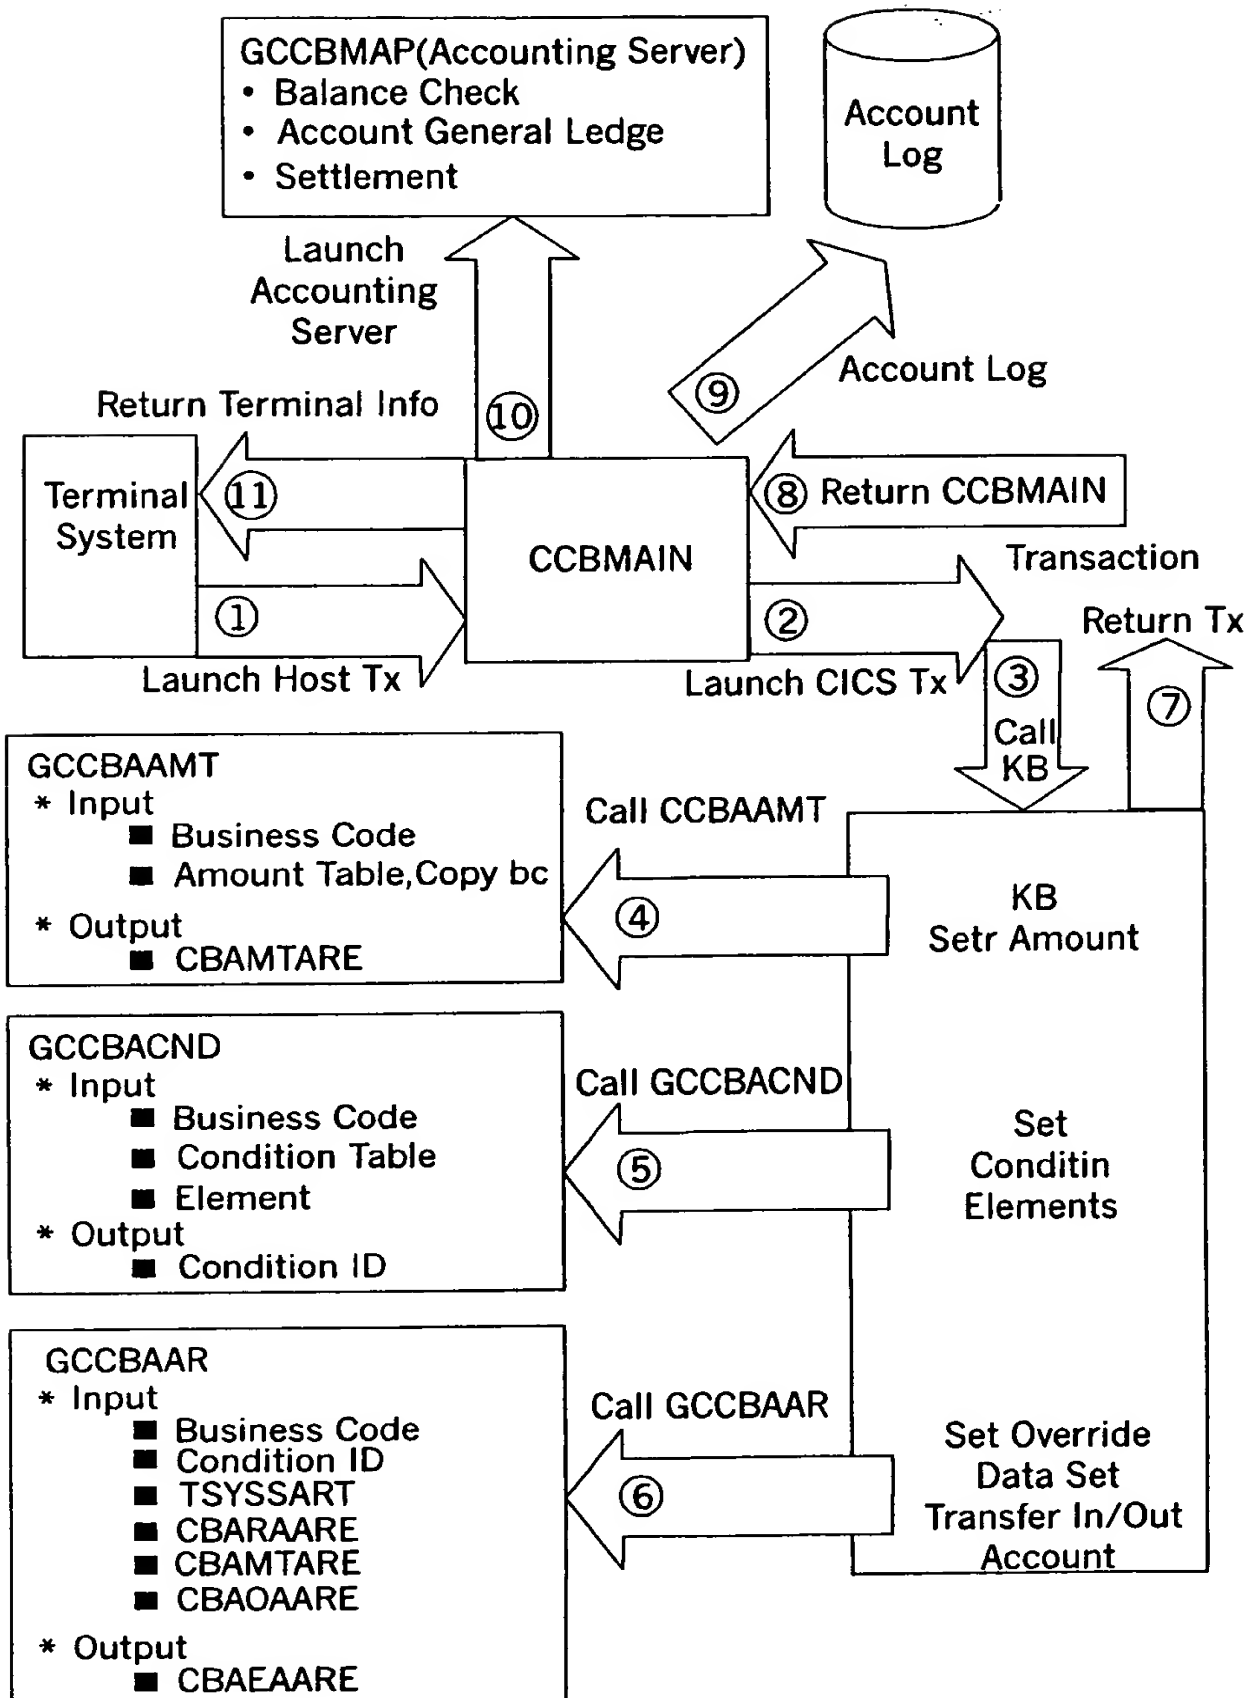 GCCBMAP(Accounting Server)
• Balance Check
• Account General Ledge
• Settlement
Account
Log
Launch
Accounting
Server
⑩
⑨
Account Log
Return Terminal Info
Terminal
System
⑪
CCBMAIN
⑧ Return CCBMAIN
①
Launch Host Tx
②
Launch CICS Tx
Transaction
③
Call
KB
Return Tx
⑦
GCCBAAMT
* Input
■ Business Code
■ Amount Table,Copy bc
* Output
■ CBAMTARE
Call CCBAAMT
④
KB
Setr Amount
GCCBACND
* Input
■ Business Code
■ Condition Table
■ Element
* Output
■ Condition ID
Call GCCBACND
⑤
Set
Conditin
Elements
GCCBAAR
* Input
■ Business Code
■ Condition ID
■ TSYSSART
■ CBARAARE
■ CBAMTARE
■ CBAOAARE
* Output
■ CBAEAARE
Call GCCBAAR
⑥
Set Override
Data Set
Transfer In/Out
Account